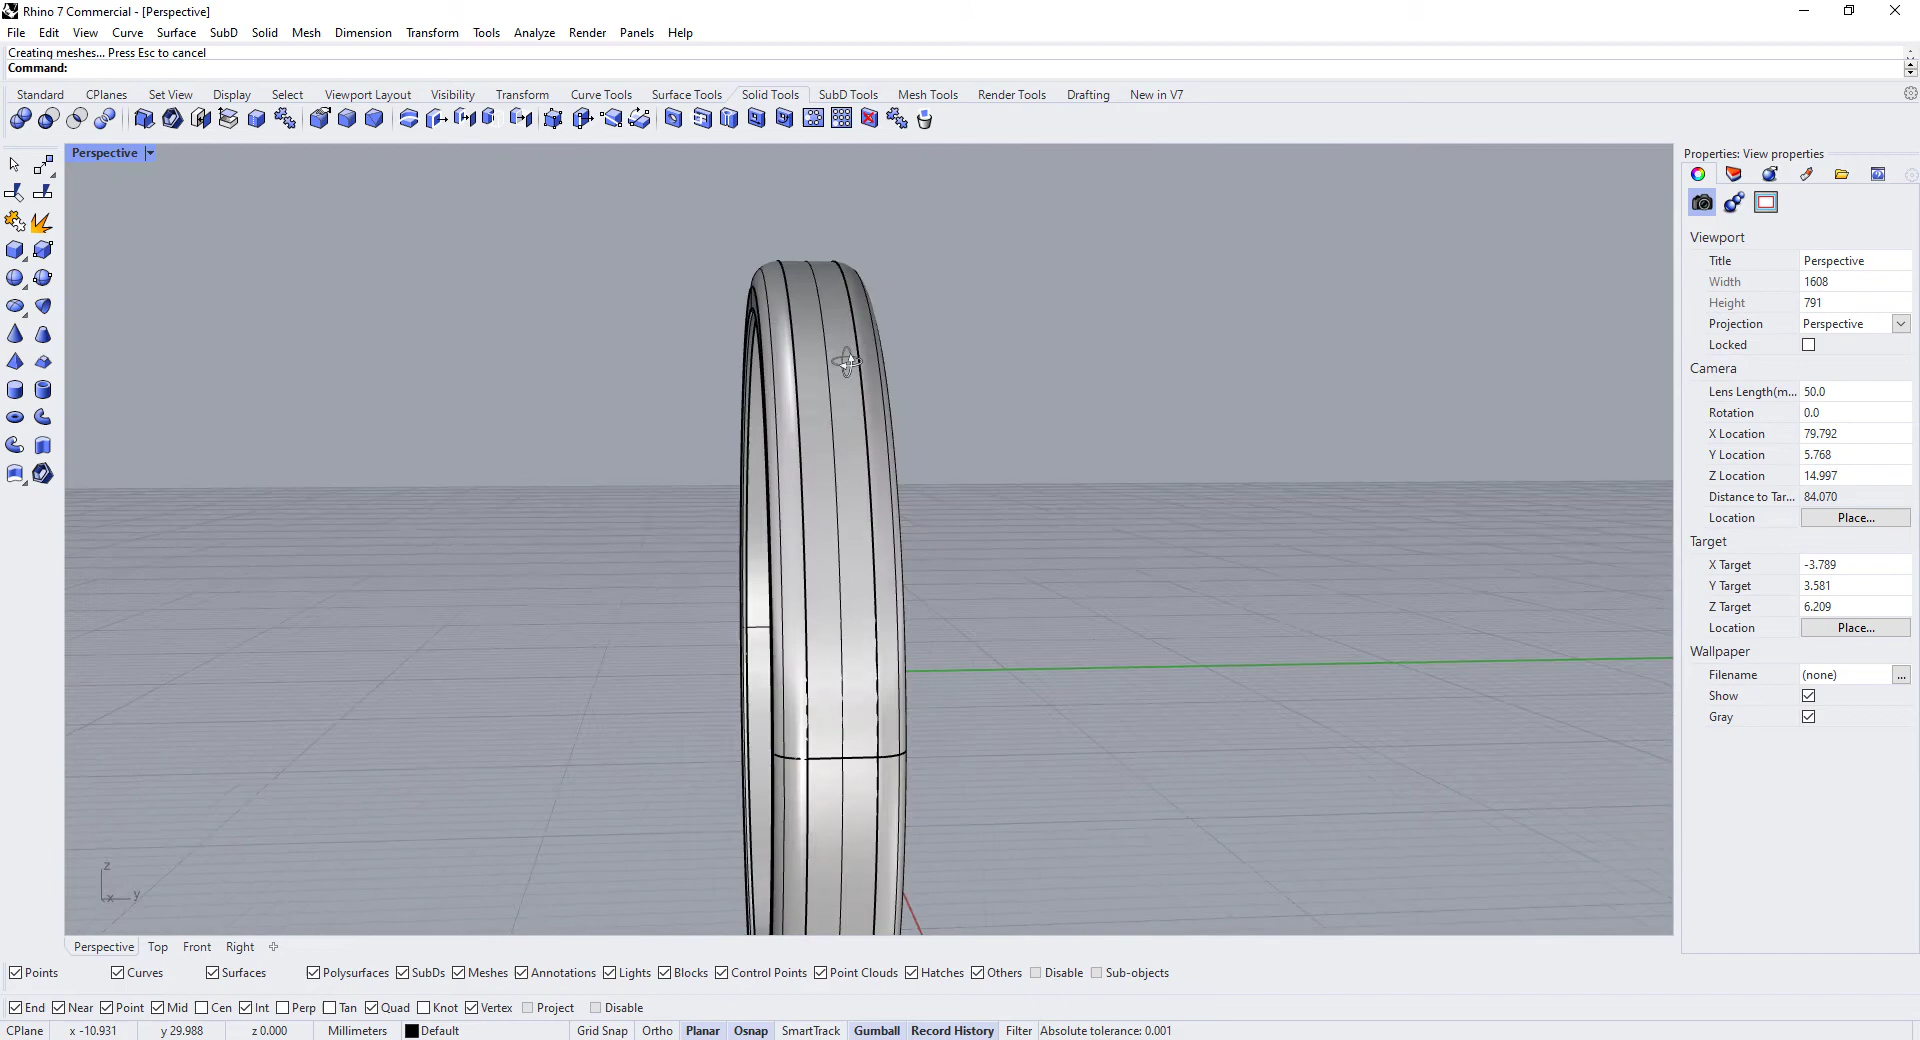 Rhino 7 Commercial - [Perspective]
File Edit View Curve Surface SubD Solid Mesh Dimension Transform Tools Analyze Render Panels Help
Creating meshes... Press Esc to cancel
Command:
Standard CPlanes Set View Display Select Viewport Layout Visibility Transform Curve Tools Surface Tools Solid Tools SubD Tools Mesh Tools Render Tools Drafting New in V7
Perspective
Properties: View properties
Viewport
Title Perspective
Width 1608
Height 791
Projection Perspective
Locked
Camera
Lens Length(m... 50.0
Rotation 0.0
X Location 79.792
Y Location 5.768
Z Location 14.997
Distance to Tar... 84.070
Location Place...
Target
X Target -3.789
Y Target 3.581
Z Target 6.209
Location Place...
Wallpaper
Filename (none) ...
Show
Gray
z
x y
Perspective Top Front Right
Points Curves Surfaces Polysurfaces SubDs Meshes Annotations Lights Blocks Control Points Point Clouds Hatches Others Disable Sub-objects
End Near Point Mid Cen Int Perp Tan Quad Knot Vertex Project Disable
CPlane x -10.931 y 29.988 z 0.000 Millimeters Default Grid Snap Ortho Planar Osnap SmartTrack Gumball Record History Filter Absolute tolerance: 0.001